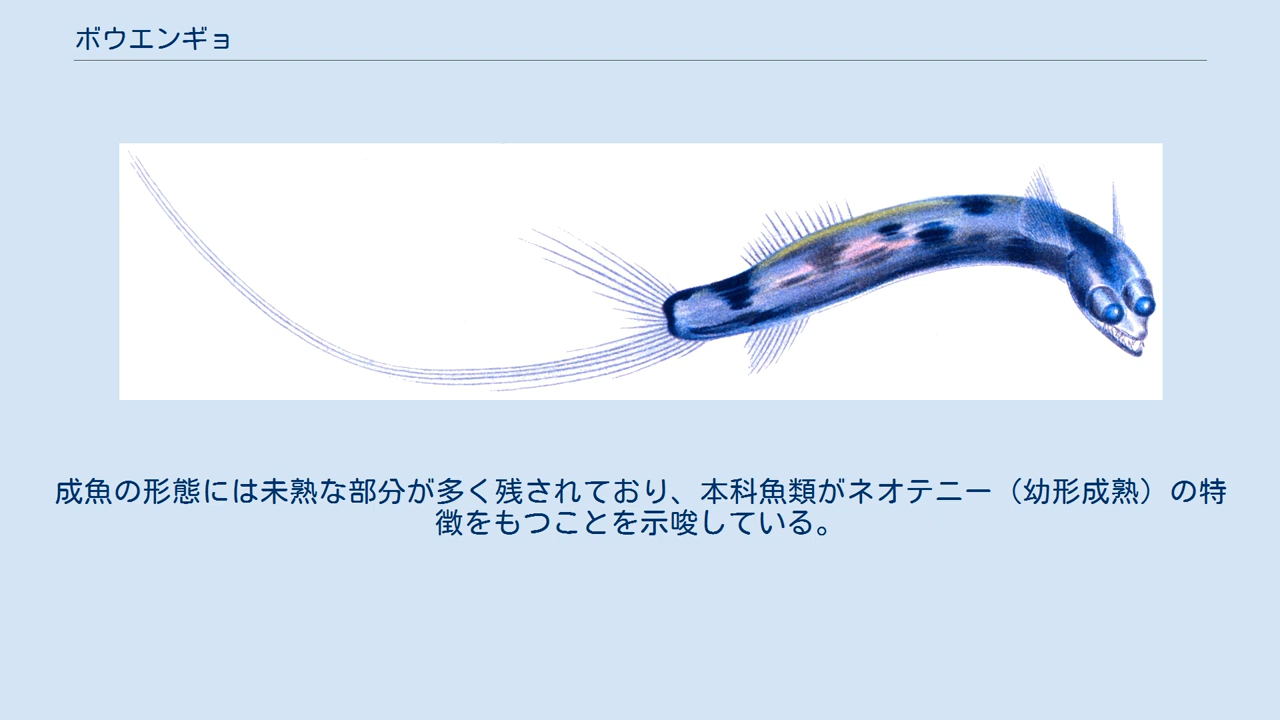 ボウエンギョ
成魚の形態には未熟な部分が多く残されており、本科魚類がネオテニー（幼形成熟）の特
徴をもつことを示唆している。